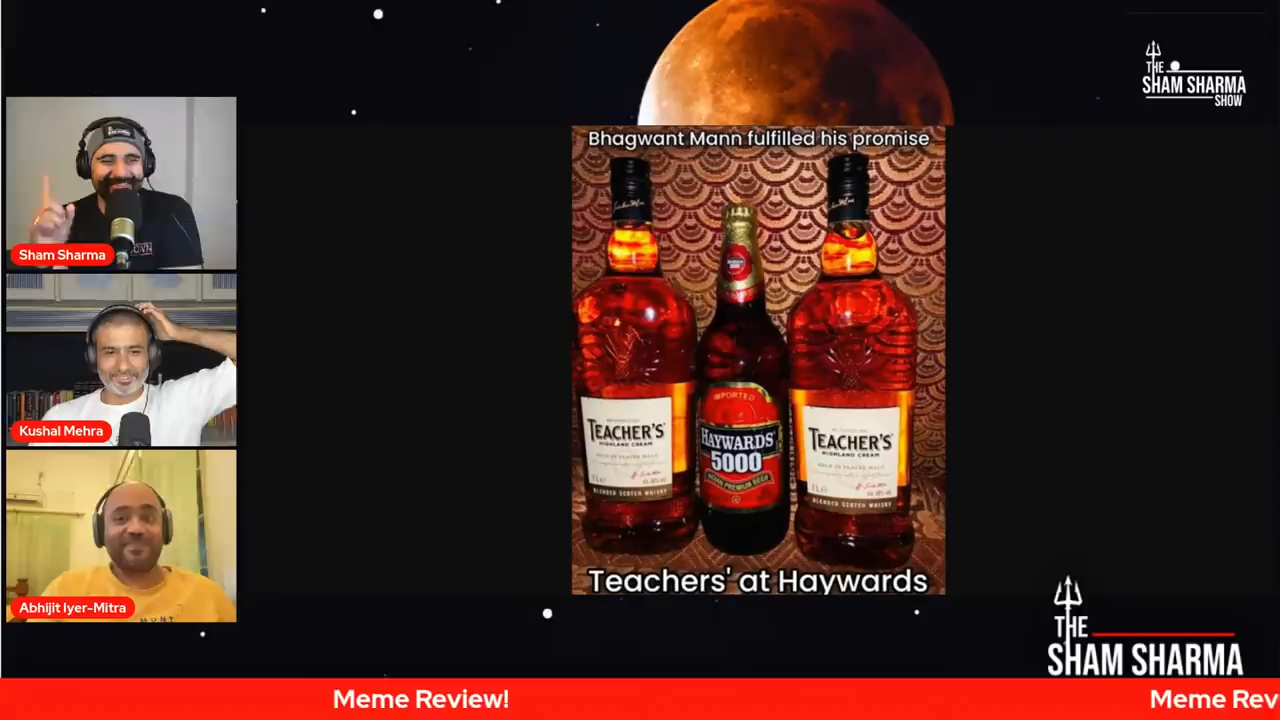 THE
SHAM SHARMA
SHOW
Bhagwant Mann fulfilled his promise
Sham Sharma
Kushal Mehra
Abhijit Iyer-Mitra
TEACHER'S
HIGHLAND CREAM
BLENDED SCOTCH WHISKY
IMPORTED
HAYWARDS'
5000
PREMIUM BEER
TEACHER'S
HIGHLAND CREAM
BLENDED SCOTCH WHISKY
Teachers' at Haywards
THE
SHAM SHARMA
Meme Review!
Meme Rev